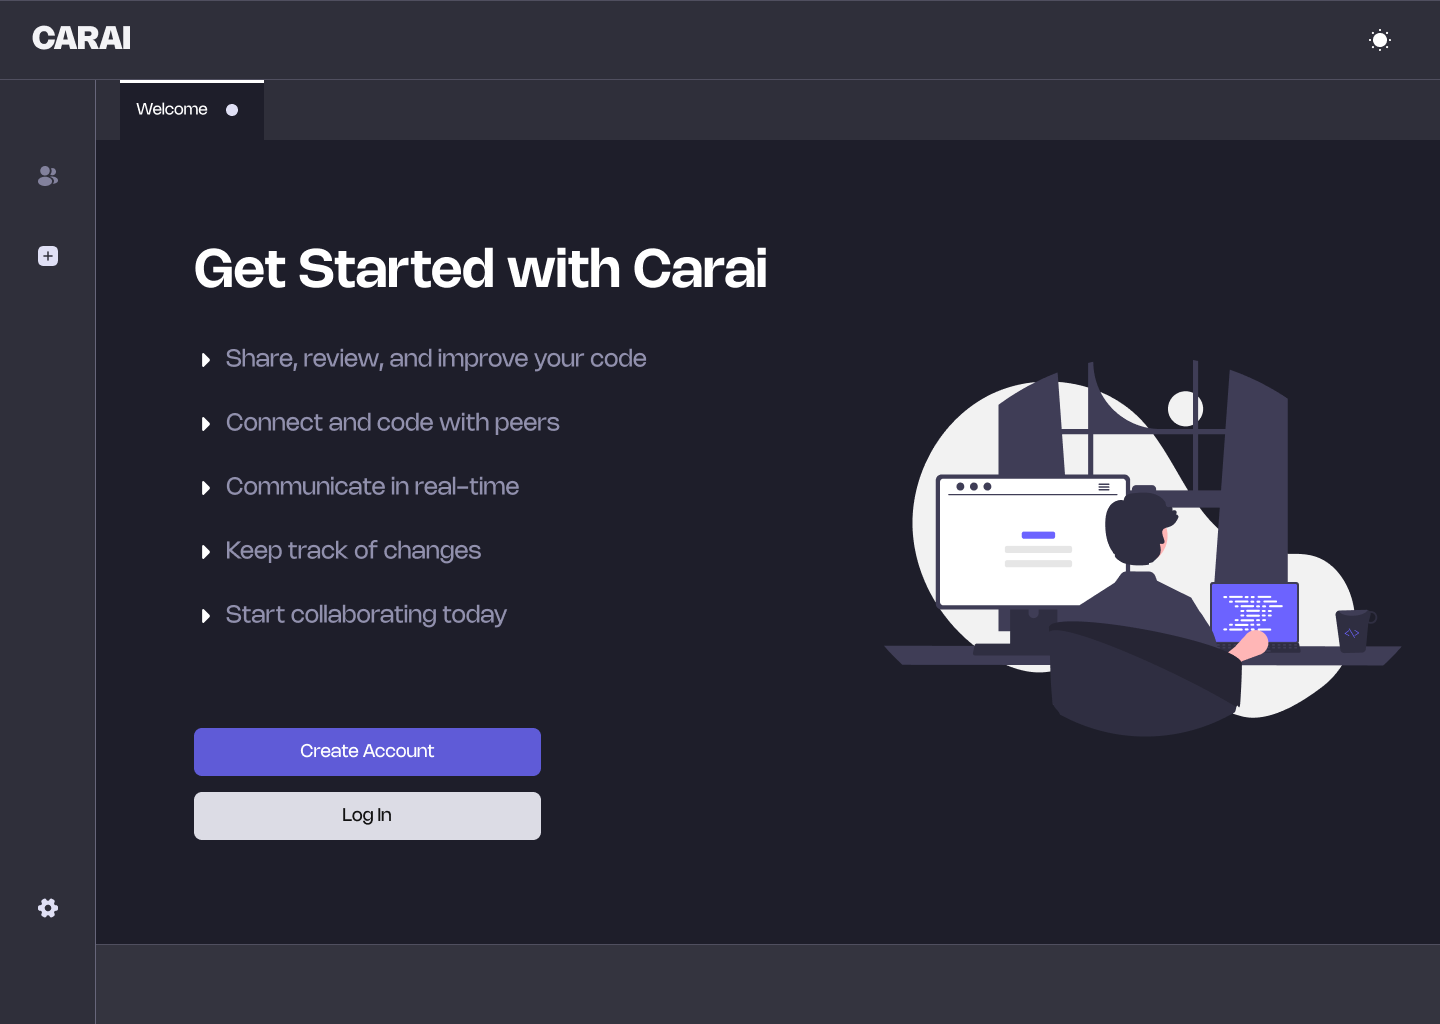 CARAI
Welcome
Get Started with Carai
Share, review, and improve your code
Connect and code with peers
Communicate in real-time
Keep track of changes
Start collaborating today
Create Account
Log In
</>